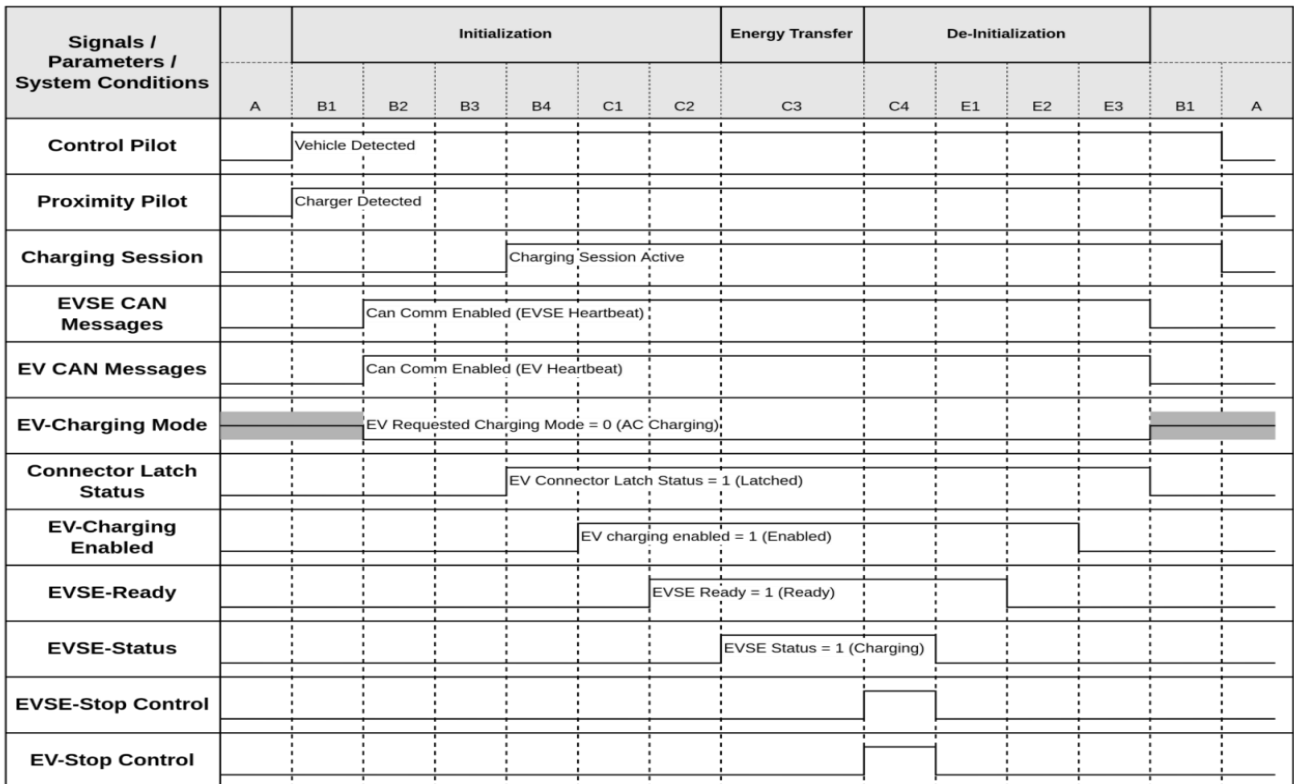 Signals /
Parameters /
System Conditions
Initialization
Energy Transfer
De-Initialization
A B1 B2 B3 B4 C1 C2 C3 C4 E1 E2 E3 B1 A
Control Pilot
Vehicle Detected
Proximity Pilot
Charger Detected
Charging Session
Charging Session Active
EVSE CAN
Messages
Can Comm Enabled (EVSE Heartbeat)
EV CAN Messages
Can Comm Enabled (EV Heartbeat)
EV-Charging Mode
EV Requested Charging Mode = 0 (AC Charging)
Connector Latch
Status
EV Connector Latch Status = 1 (Latched)
EV-Charging
Enabled
EV charging enabled = 1 (Enabled)
EVSE-Ready
EVSE Ready = 1 (Ready)
EVSE-Status
EVSE Status = 1 (Charging)
EVSE-Stop Control
EV-Stop Control